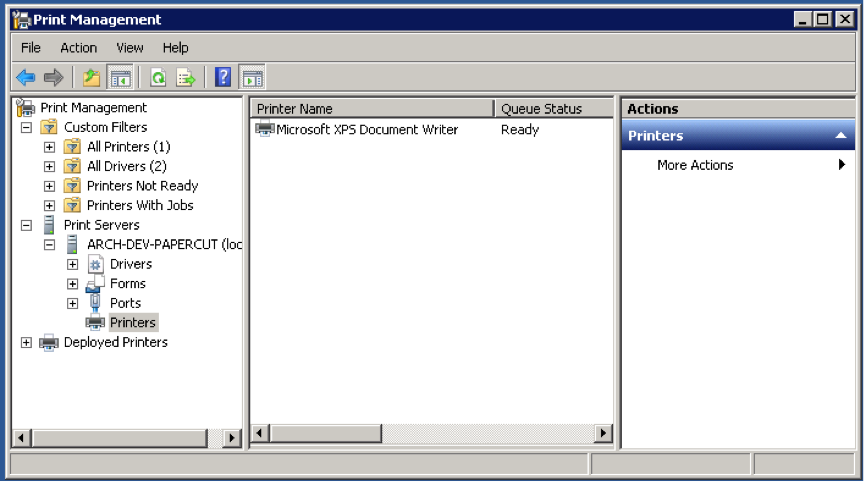 Print Management
File Action View Help
Print Management
Custom Filters
All Printers (1)
All Drivers (2)
Printers Not Ready
Printers With Jobs
Print Servers
ARCH-DEV-PAPERCUT (loc
Drivers
Forms
Ports
Printers
Deployed Printers
Printer Name Queue Status
Microsoft XPS Document Writer Ready
Actions
Printers
More Actions